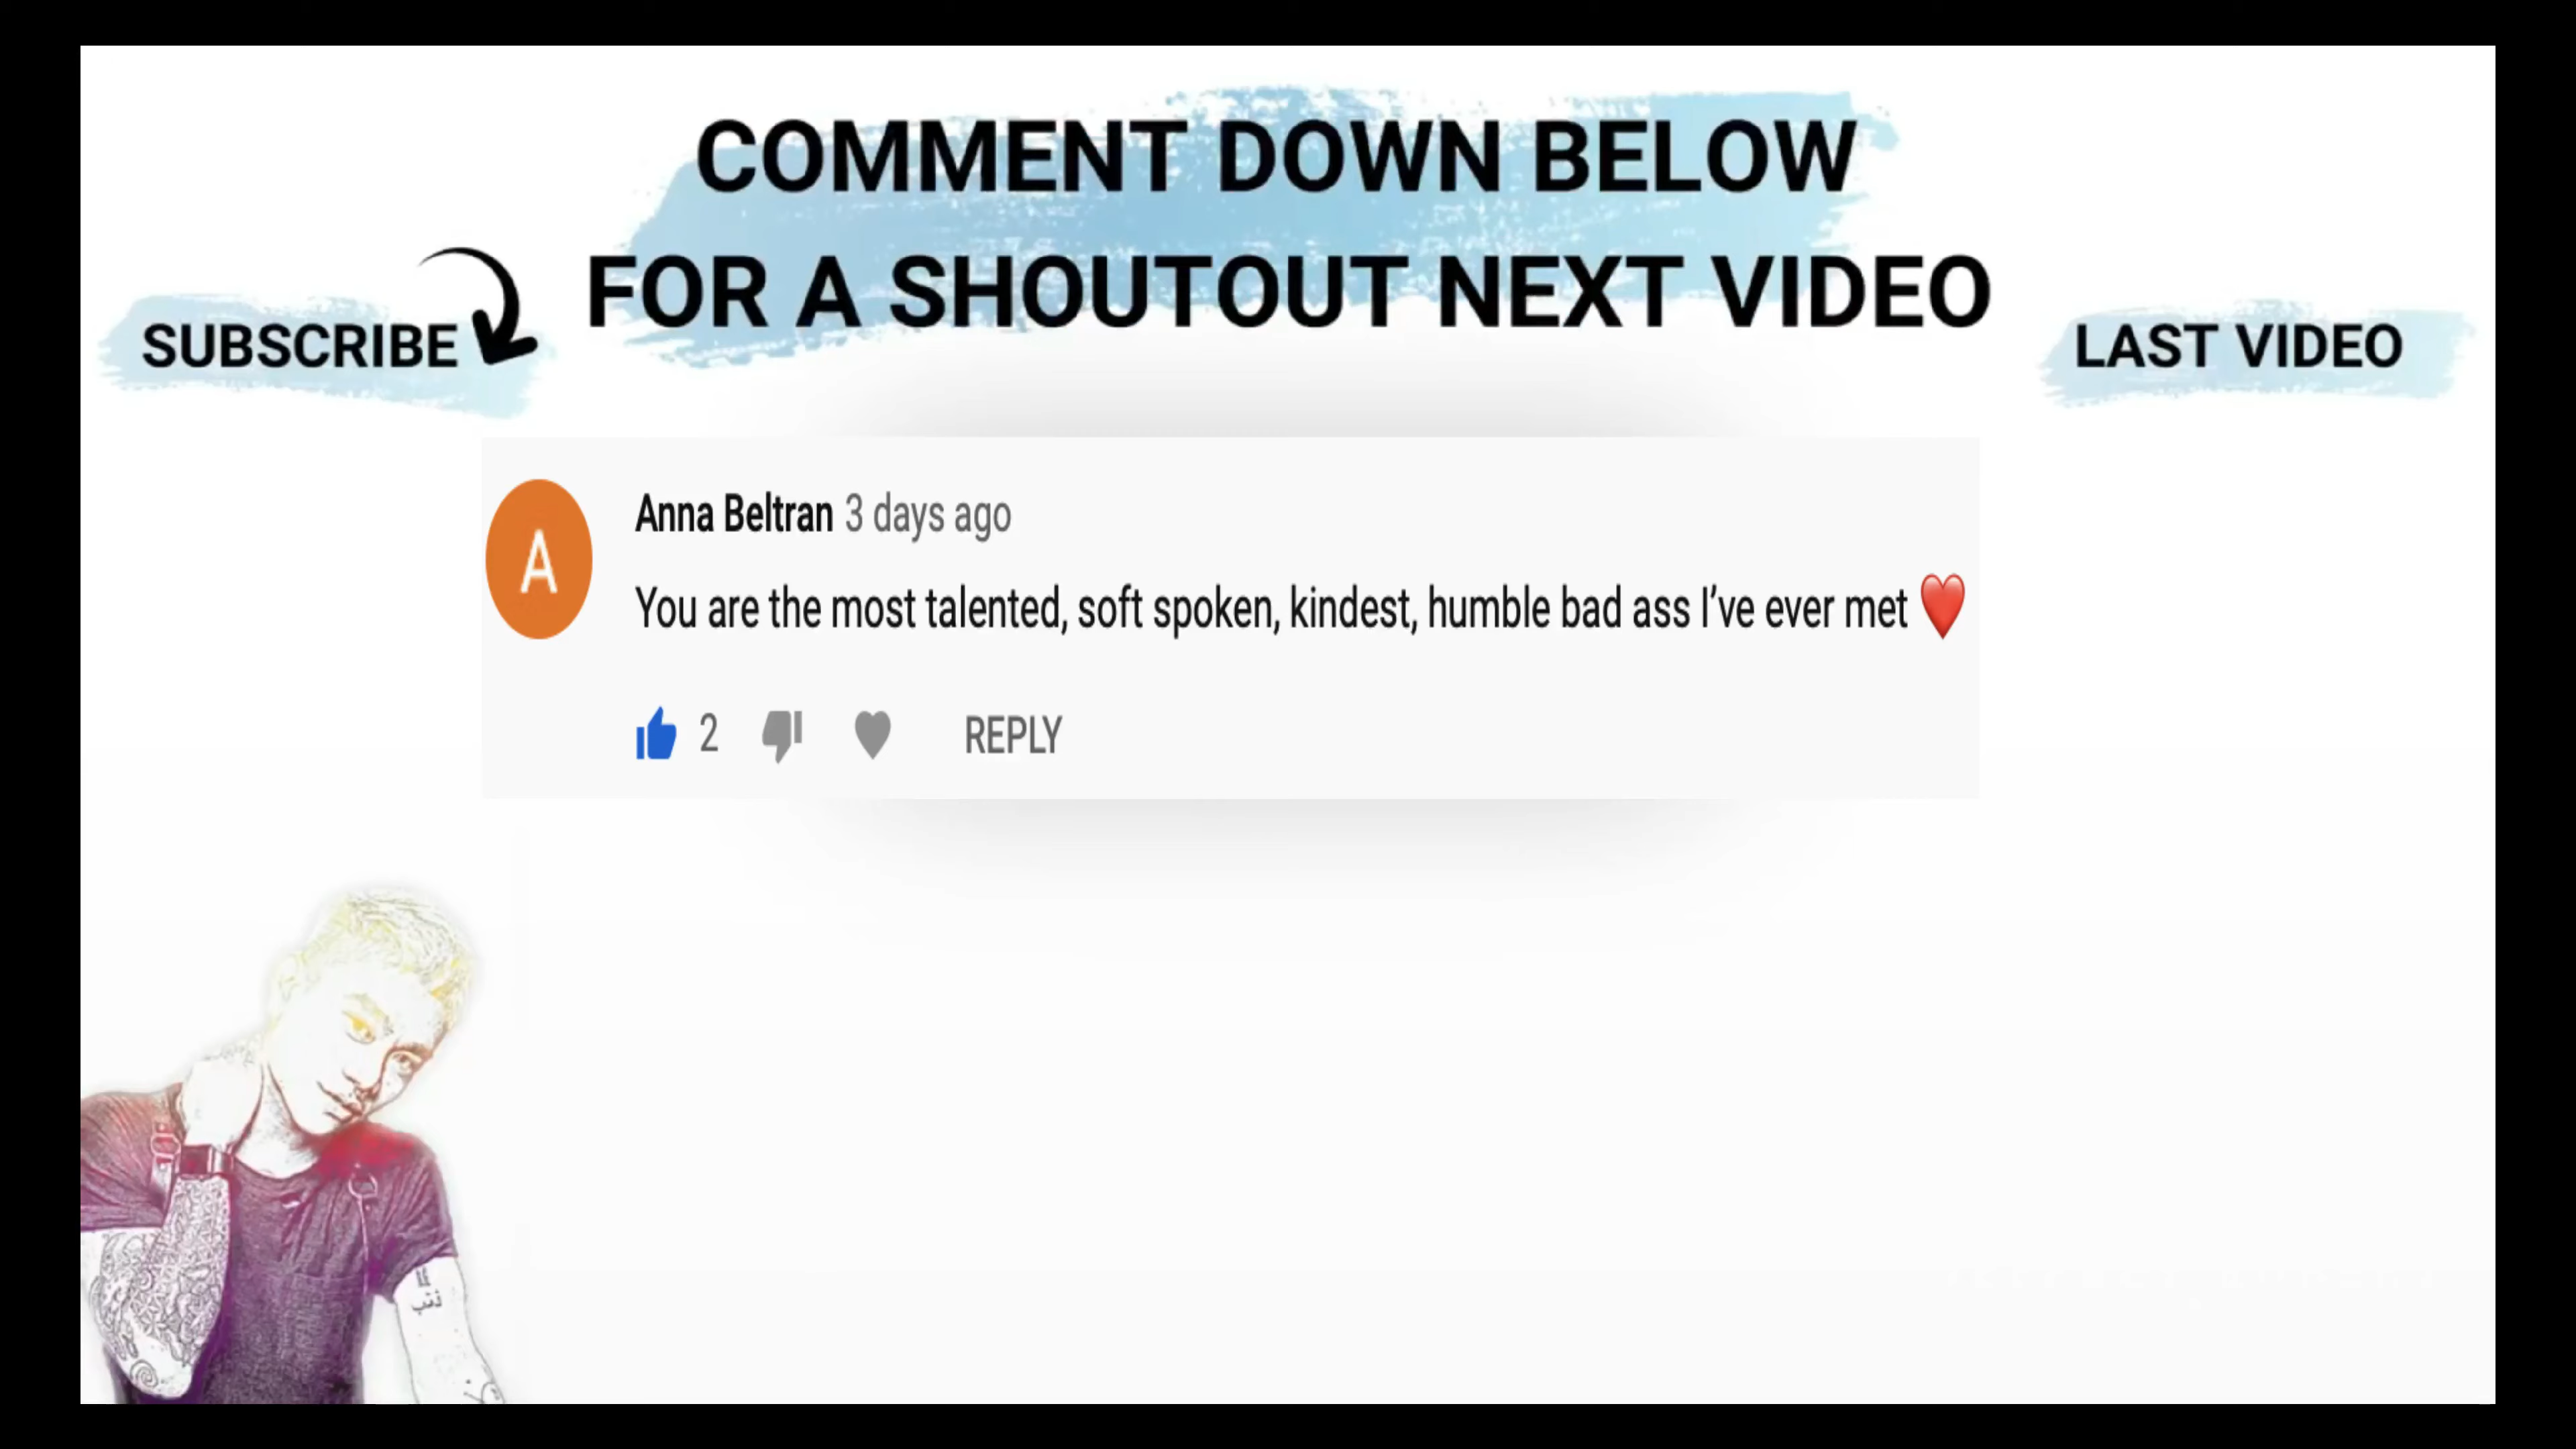 COMMENT DOWN BELOW
FOR A SHOUTOUT NEXT VIDEO
SUBSCRIBE
LAST VIDEO
A
Anna Beltran 3 days ago
You are the most talented, soft spoken, kindest, humble bad ass I’ve ever met ❤️
2
REPLY